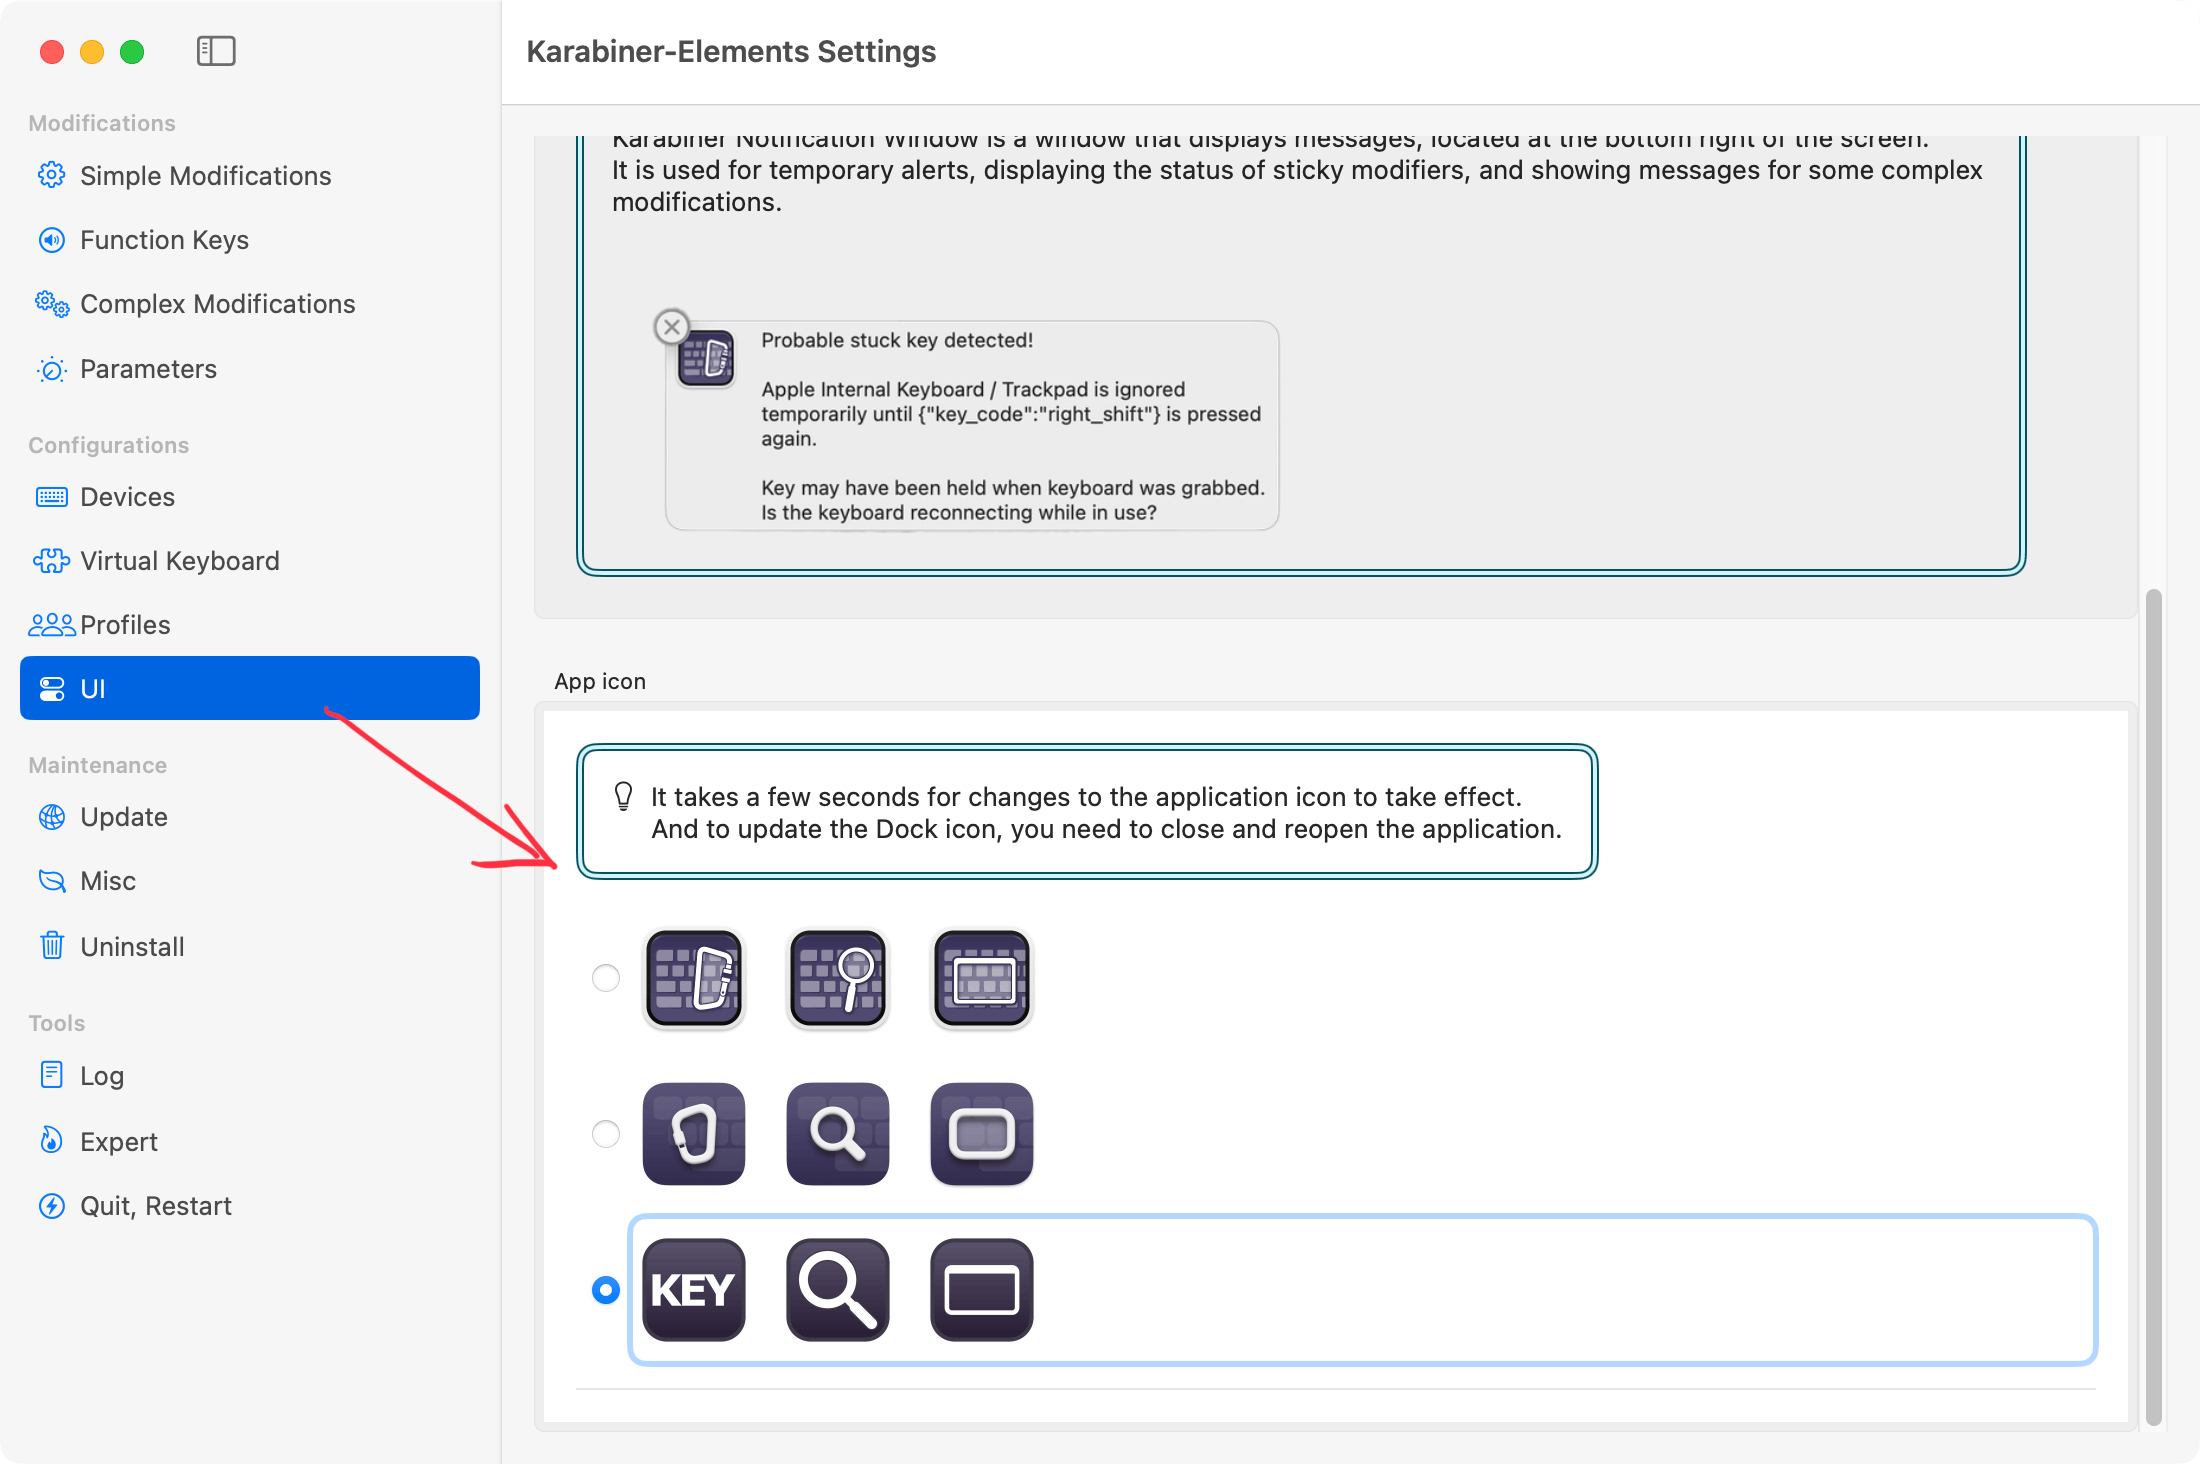 Karabiner-Elements Settings
Modifications
Simple Modifications
Function Keys
Complex Modifications
Parameters
Configurations
Devices
Virtual Keyboard
Profiles
UI
Maintenance
Update
Misc
Uninstall
Tools
Log
Expert
Quit, Restart
Karabiner Notification Window is a window that displays messages, located at the bottom right of the screen.
It is used for temporary alerts, displaying the status of sticky modifiers, and showing messages for some complex
modifications.
Probable stuck key detected!
Apple Internal Keyboard / Trackpad is ignored
temporarily until {"key_code":"right_shift"} is pressed
again.
Key may have been held when keyboard was grabbed.
Is the keyboard reconnecting while in use?
App icon
It takes a few seconds for changes to the application icon to take effect.
And to update the Dock icon, you need to close and reopen the application.
KEY